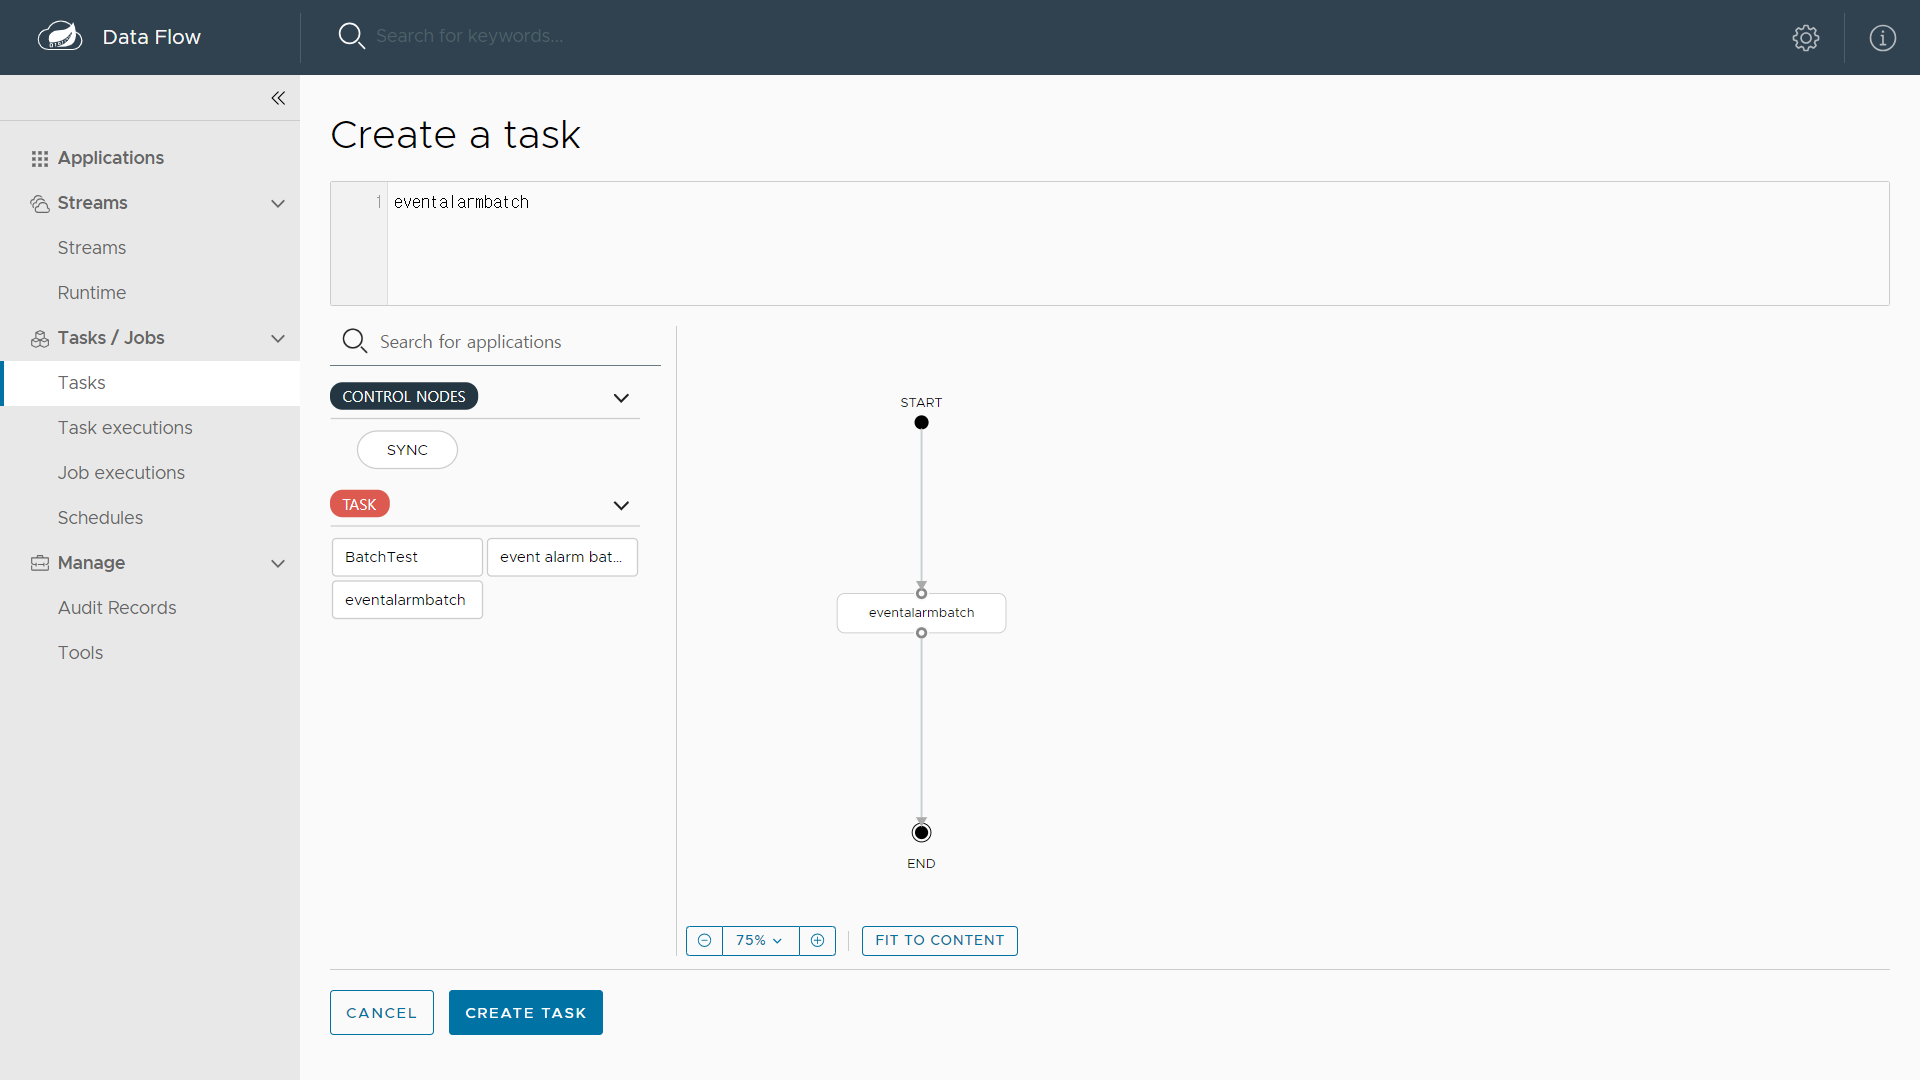 Data Flow
Search for keywords...
Applications
Streams
Streams
Runtime
Tasks / Jobs
Tasks
Task executions
Job executions
Schedules
Manage
Audit Records
Tools
Create a task
1 eventalarmbatch
Search for applications
CONTROL NODES
SYNC
TASK
BatchTest event alarm bat...
eventalarmbatch
START
eventalarmbatch
END
75%
FIT TO CONTENT
CANCEL CREATE TASK